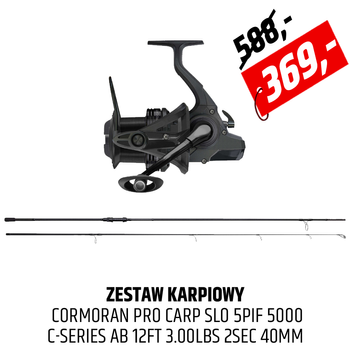 588,-
369,-
ZESTAW KARPIOWY
CORMORAN PRO CARP SLO 5PIF 5000
C-SERIES AB 12FT 3.00LBS 2SEC 40MM